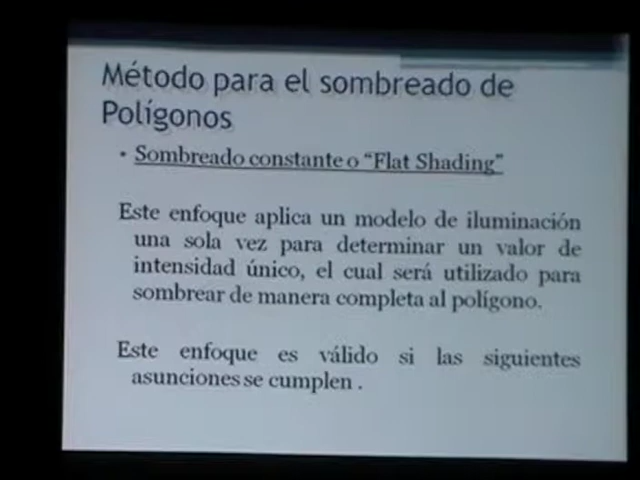 Método para el sombreado de
Polígonos
• Sombreado constante o "Flat Shading"
Este enfoque aplica un modelo de iluminación
una sola vez para determinar un valor de
intensidad único, el cual será utilizado para
sombrear de manera completa al polígono.
Este enfoque es válido si las siguientes
asunciones se cumplen .